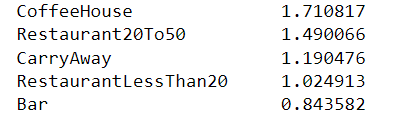 CoffeeHouse 1.710817
Restaurant20To50 1.490066
CarryAway 1.190476
RestaurantLessThan20 1.024913
Bar 0.843582